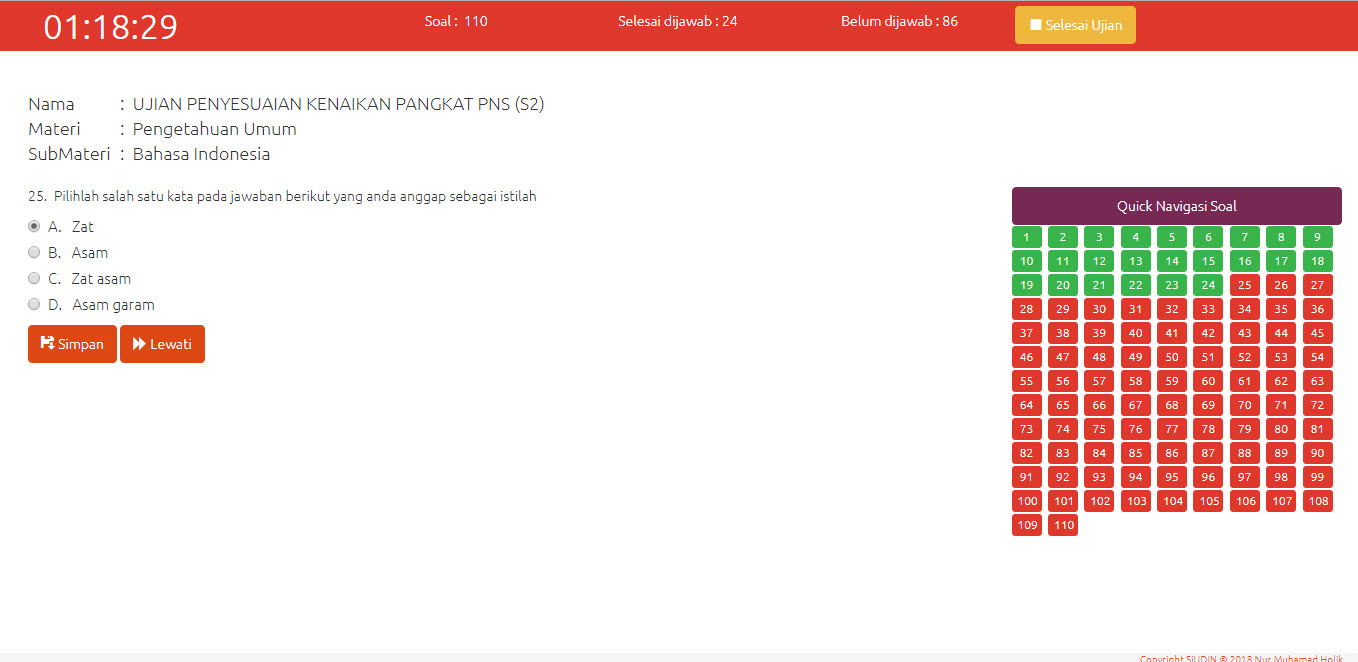 01:18:29
Soal : 110
Selesai dijawab : 24
Belum dijawab : 86
Selesai Ujian
Nama : UJIAN PENYESUAIAN KENAIKAN PANGKAT PNS (S2)
Materi : Pengetahuan Umum
SubMateri : Bahasa Indonesia
25. Pilihlah salah satu kata pada jawaban berikut yang anda anggap sebagai istilah
A. Zat
B. Asam
C. Zat asam
D. Asam garam
Simpan
Lewati
Quick Navigasi Soal
1 2 3 4 5 6 7 8 9
10 11 12 13 14 15 16 17 18
19 20 21 22 23 24 25 26 27
28 29 30 31 32 33 34 35 36
37 38 39 40 41 42 43 44 45
46 47 48 49 50 51 52 53 54
55 56 57 58 59 60 61 62 63
64 65 66 67 68 69 70 71 72
73 74 75 76 77 78 79 80 81
82 83 84 85 86 87 88 89 90
91 92 93 94 95 96 97 98 99
100 101 102 103 104 105 106 107 108
109 110
Copyright SiUDIN © 2018 Nur Muhamad Holik